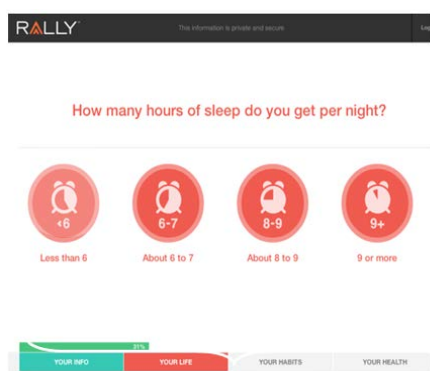 RALLY
This information is private and secure
Log
How many hours of sleep do you get per night?
<6
6-7
8-9
9+
Less than 6
About 6 to 7
About 8 to 9
9 or more
31%
YOUR INFO
YOUR LIFE
YOUR HABITS
YOUR HEALTH